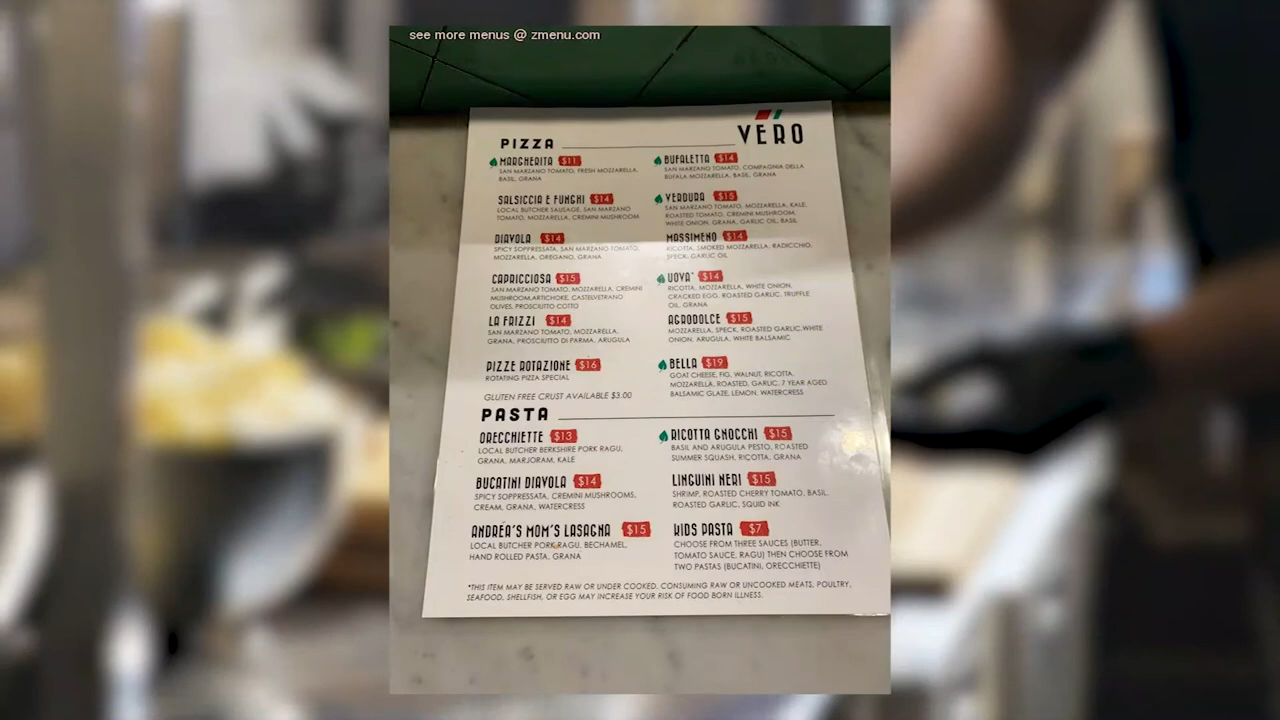 see more menus @ zmenu.com
VERO
PIZZA
MARGHERITA $11
SAN MARZANO TOMATO, FRESH MOZZARELLA,
BASIL, GRANA
SALSICCIA E FUNGHI $14
LOCAL BUTCHER SAUSAGE, SAN MARZANO
TOMATO, MOZZARELLA, CREMINI MUSHROOM
DIAVOLA $14
SPICY SOPPRESSATA, SAN MARZANO TOMATO,
MOZZARELLA, OREGANO, GRANA
CAPRICCIOSA $15
SAN MARZANO TOMATO, MOZZARELLA, CREMINI
MUSHROOM,ARTICHOKE, CASTELVETRANO
OLIVES, PROSCIUTTO COTTO
LA FRIZZI $14
SAN MARZANO TOMATO, MOZZARELLA,
GRANA, PROSCIUTTO DI PARMA, ARUGULA
PIZZE ROTAZIONE $16
ROTATING PIZZA SPECIAL
GLUTEN FREE CRUST AVAILABLE $3.00
BUFALETTA $14
SAN MARZANO TOMATO, COMPAGNIA DELLA
BUFALA MOZZARELLA, BASIL, GRANA
VERDURA $15
SAN MARZANO TOMATO, MOZZARELLA, KALE,
ROASTED TOMATO, CREMINI MUSHROOM,
WHITE ONION, GRANA, GARLIC OIL, BASIL
MASSIMENO $14
RICOTTA, SMOKED MOZZARELLA, RADICCHIO,
SPECK, GARLIC OIL
UOVA* $14
RICOTTA, MOZZARELLA, WHITE ONION,
CRACKED EGG, ROASTED GARLIC, TRUFFLE
OIL, GRANA
AGRODOLCE $15
MOZZARELLA, SPECK, ROASTED GARLIC,WHITE
ONION, ARUGULA, WHITE BALSAMIC
BELLA $19
GOAT CHEESE, FIG, WALNUT, RICOTTA,
MOZZARELLA, ROASTED, GARLIC, 7 YEAR AGED
BALSAMIC GLAZE, LEMON, WATERCRESS
PASTA
ORECCHIETTE $13
LOCAL BUTCHER BERKSHIRE PORK RAGU,
GRANA, MARJORAM, KALE
BUCATINI DIAVOLA $14
SPICY SOPPRESSATA, CREMINI MUSHROOMS,
CREAM, GRANA, WATERCRESS
ANDREA'S MOM'S LASAGNA $15
LOCAL BUTCHER PORK RAGU, BECHAMEL,
HAND ROLLED PASTA, GRANA
RICOTTA GNOCCHI $15
BASIL AND ARUGULA PESTO, ROASTED
SUMMER SQUASH, RICOTTA, GRANA
LINGUINI NERI $15
SHRIMP, ROASTED CHERRY TOMATO, BASIL,
ROASTED GARLIC, SQUID INK
KIDS PASTA $7
CHOOSE FROM THREE SAUCES (BUTTER,
TOMATO SAUCE, RAGU) THEN CHOOSE FROM
TWO PASTAS (BUCATINI, ORECCHIETTE)
*THIS ITEM MAY BE SERVED RAW OR UNDER COOKED. CONSUMING RAW OR UNCOOKED MEATS, POULTRY,
SEAFOOD, SHELLFISH, OR EGG MAY INCREASE YOUR RISK OF FOOD BORN ILLNESS.